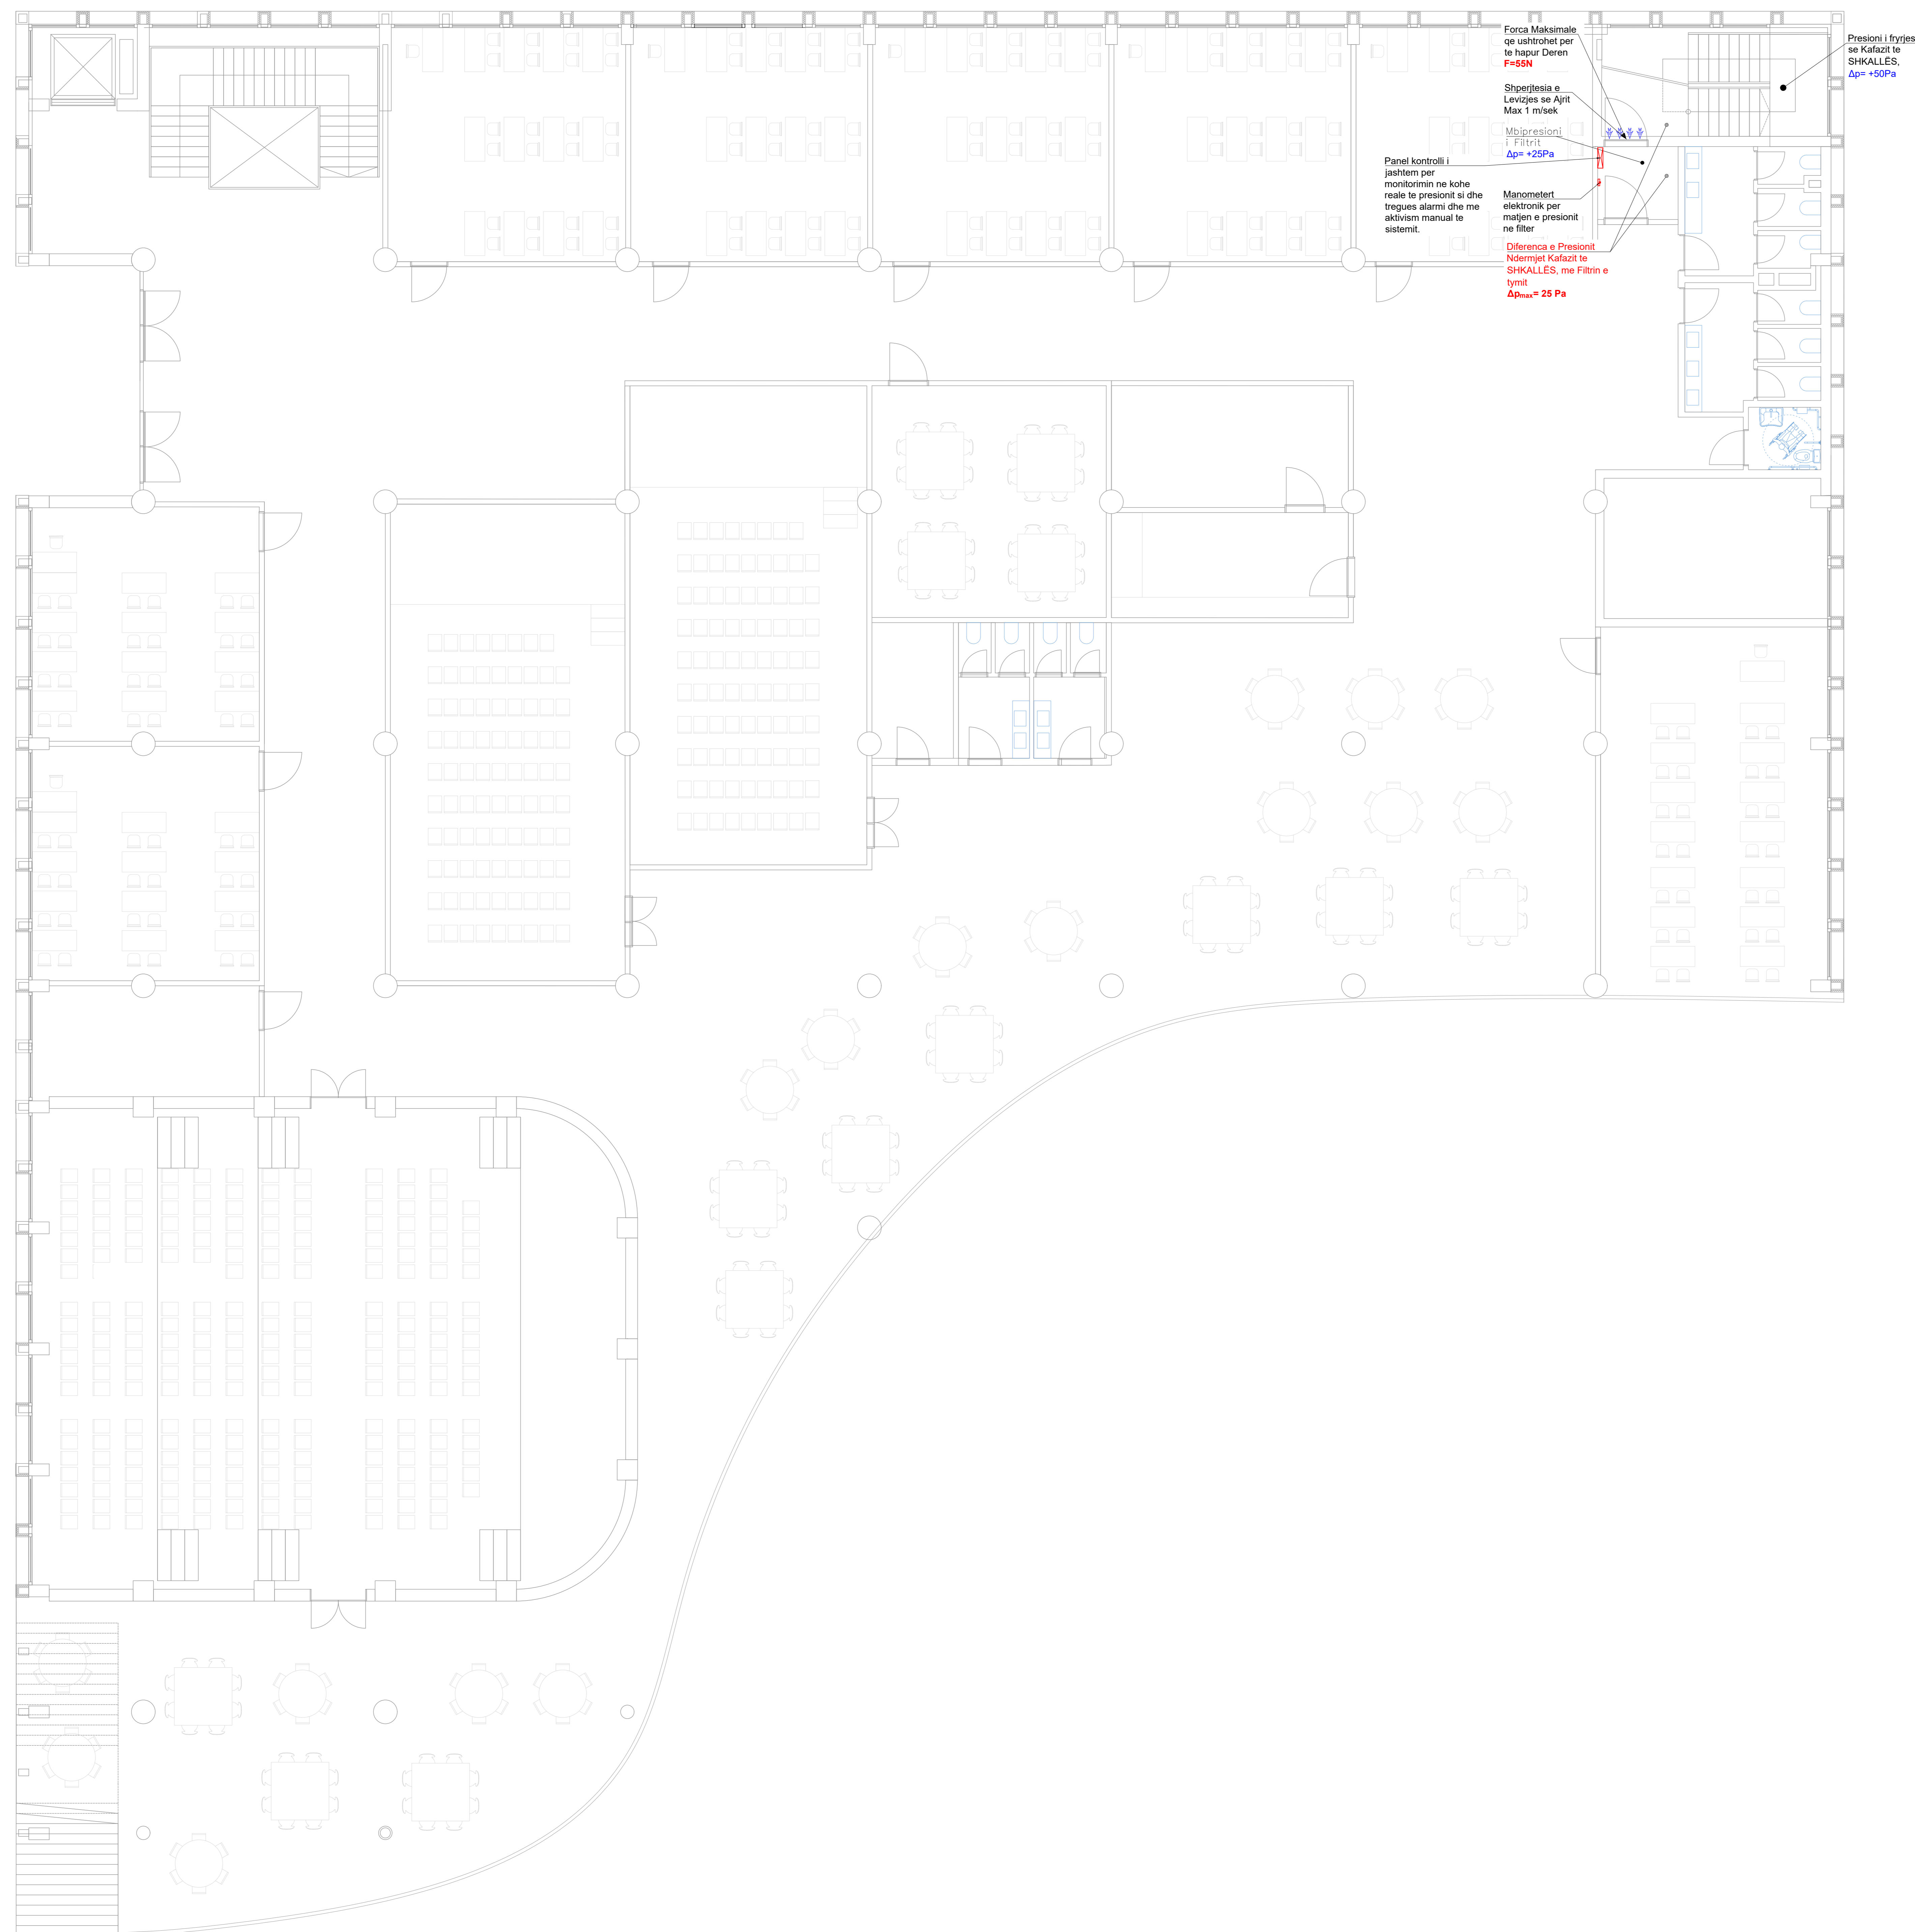 Forca Maksimale
qe ushtrohet per
te hapur Deren
F=55N
Shperjtesia e
Levizjes se Ajrit
Max 1 m/sek
Mbipresioni
i Filtrit
Δp= +25Pa
Panel kontrolli i
jashtem per
monitorimin ne kohe
reale te presionit si dhe
tregues alarmi dhe me
aktivism manual te
sistemit.
Manometert
elektronik per
matjen e presionit
ne filter
Diferenca e Presionit
Ndermjet Kafazit te
SHKALLËS, me Filtrin e
tymit
Δpmax= 25 Pa
Presioni i fryrjes
se Kafazit te
SHKALLËS,
Δp= +50Pa